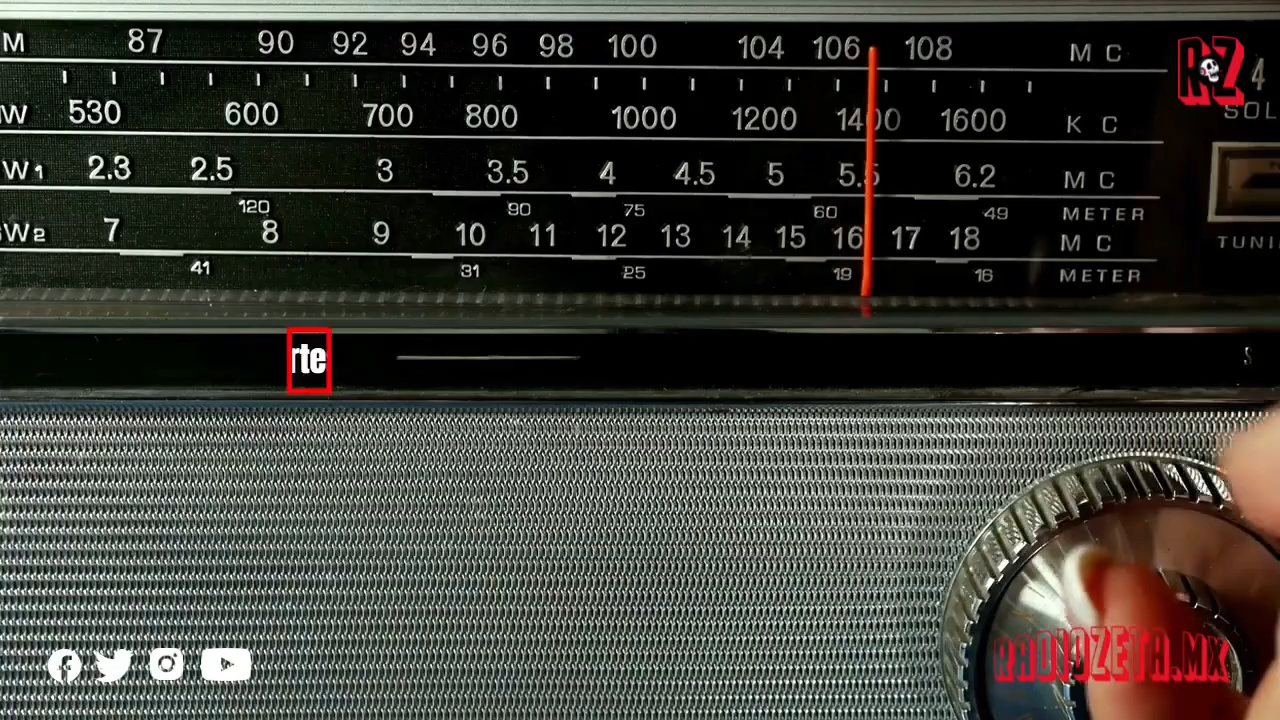 M 87 90 92 94 96 98 100 104 106 108 M C
W 530 600 700 800 1000 1200 1400 1600 K C
W1 2.3 2.5 3 3.5 4 4.5 5 5.5 6.2 M C
120 90 75 60 49 METER
W2 7 8 9 10 11 12 13 14 15 16 17 18 M C
41 31 25 19 16 METER
RZ
4
SOL
TUNI
rte
S
RADIOZETA.MX